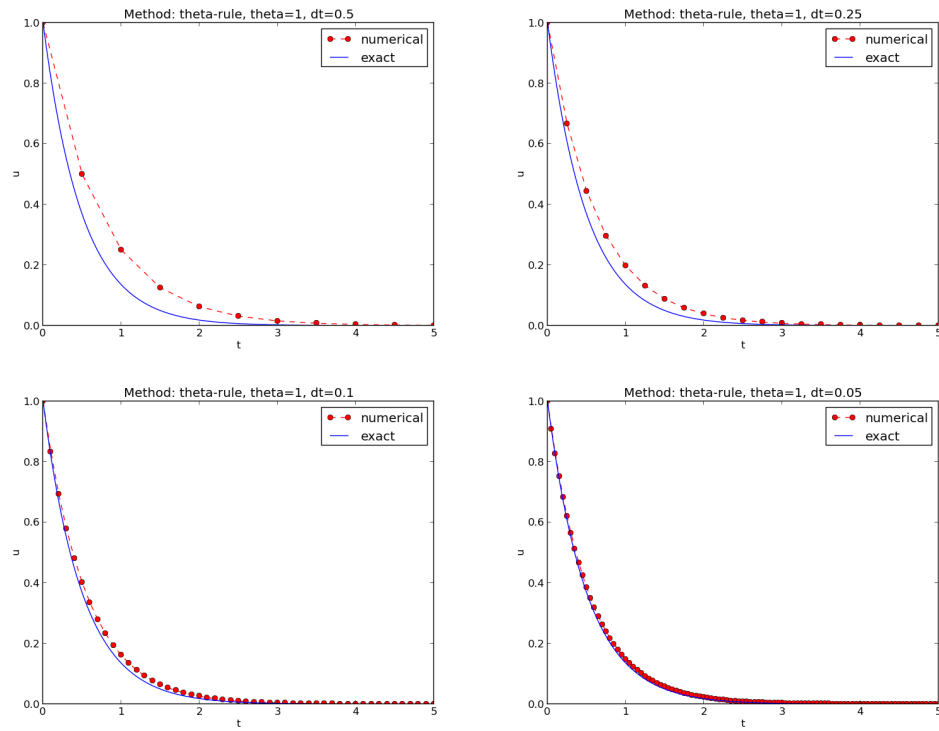 Method: theta-rule, theta=1, dt=0.5
numerical
exact
1.0
0.8
0.6
0.4
0.2
0.0
u
0 1 2 3 4 5
t
Method: theta-rule, theta=1, dt=0.25
numerical
exact
1.0
0.8
0.6
0.4
0.2
0.0
u
0 1 2 3 4 5
t
Method: theta-rule, theta=1, dt=0.1
numerical
exact
1.0
0.8
0.6
0.4
0.2
0.0
u
0 1 2 3 4 5
t
Method: theta-rule, theta=1, dt=0.05
numerical
exact
1.0
0.8
0.6
0.4
0.2
0.0
u
0 1 2 3 4 5
t